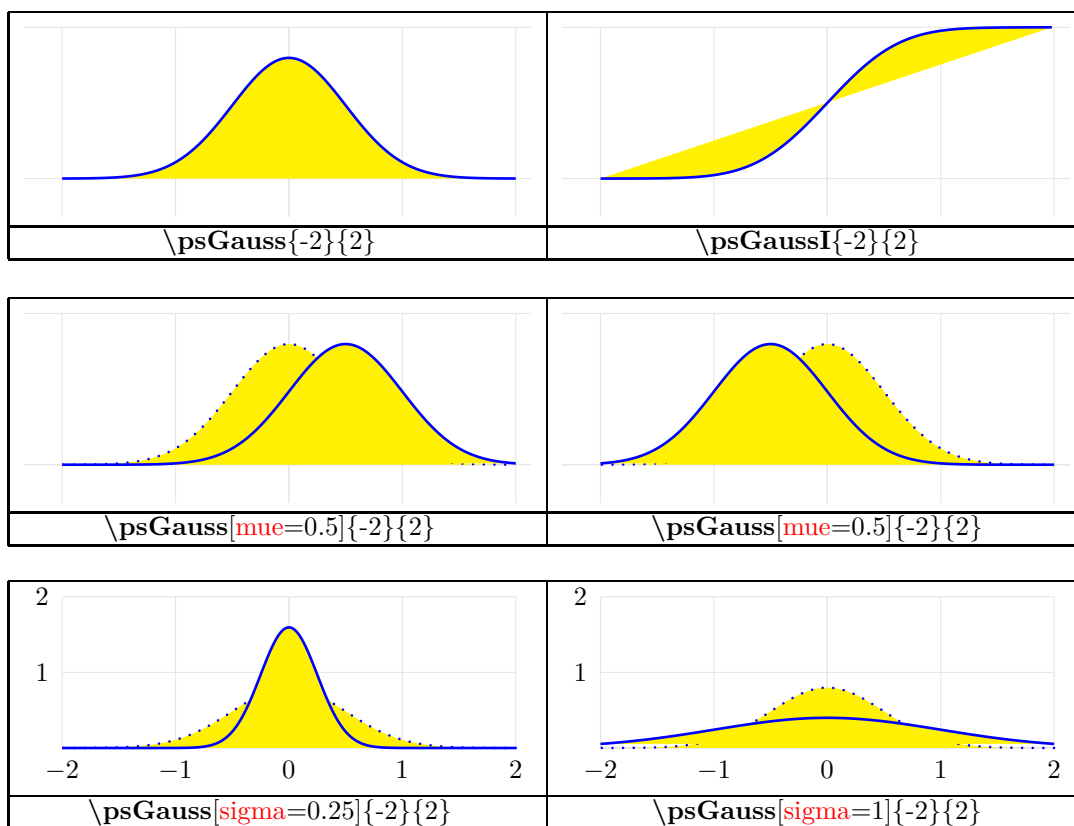 \psGauss{-2}{2}
\psGaussI{-2}{2}
\psGauss[mue=0.5]{-2}{2}
\psGauss[mue=0.5]{-2}{2}
2
1
−2 −1 0 1 2
\psGauss[sigma=0.25]{-2}{2}
2
1
−2 −1 0 1 2
\psGauss[sigma=1]{-2}{2}